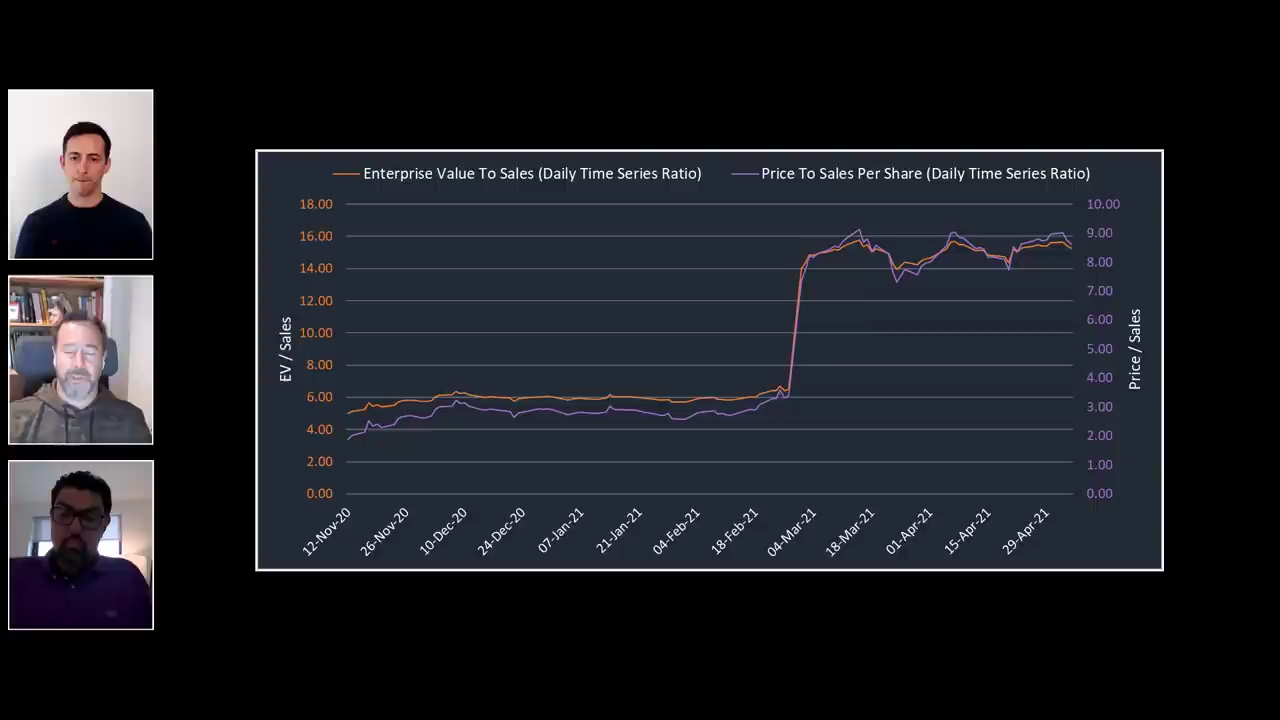 Enterprise Value To Sales (Daily Time Series Ratio) Price To Sales Per Share (Daily Time Series Ratio)
18.00 10.00
16.00 9.00
14.00 8.00
12.00 7.00
10.00 6.00
8.00 5.00
6.00 4.00
4.00 3.00
2.00 2.00
0.00 1.00
0.00
EV / Sales
Price / Sales
12-Nov-20 26-Nov-20 10-Dec-20 24-Dec-20 07-Jan-21 21-Jan-21 04-Feb-21 18-Feb-21 04-Mar-21 18-Mar-21 01-Apr-21 15-Apr-21 29-Apr-21